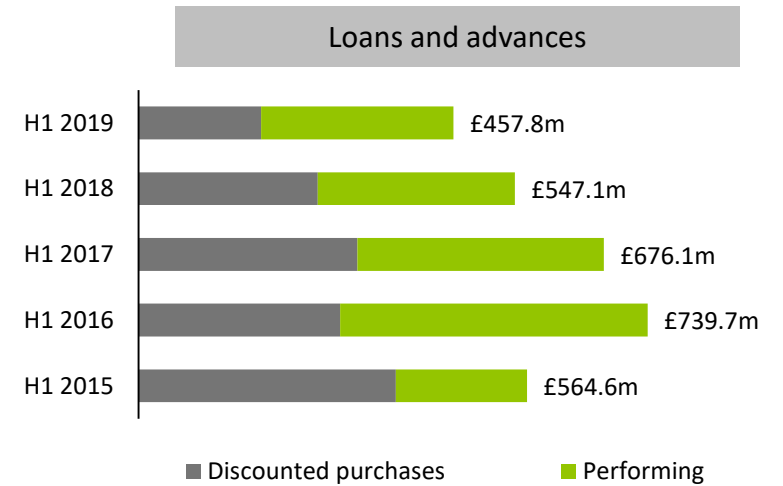 Loans and advances
H1 2019 £457.8m
H1 2018 £547.1m
H1 2017 £676.1m
H1 2016 £739.7m
H1 2015 £564.6m
Discounted purchases Performing